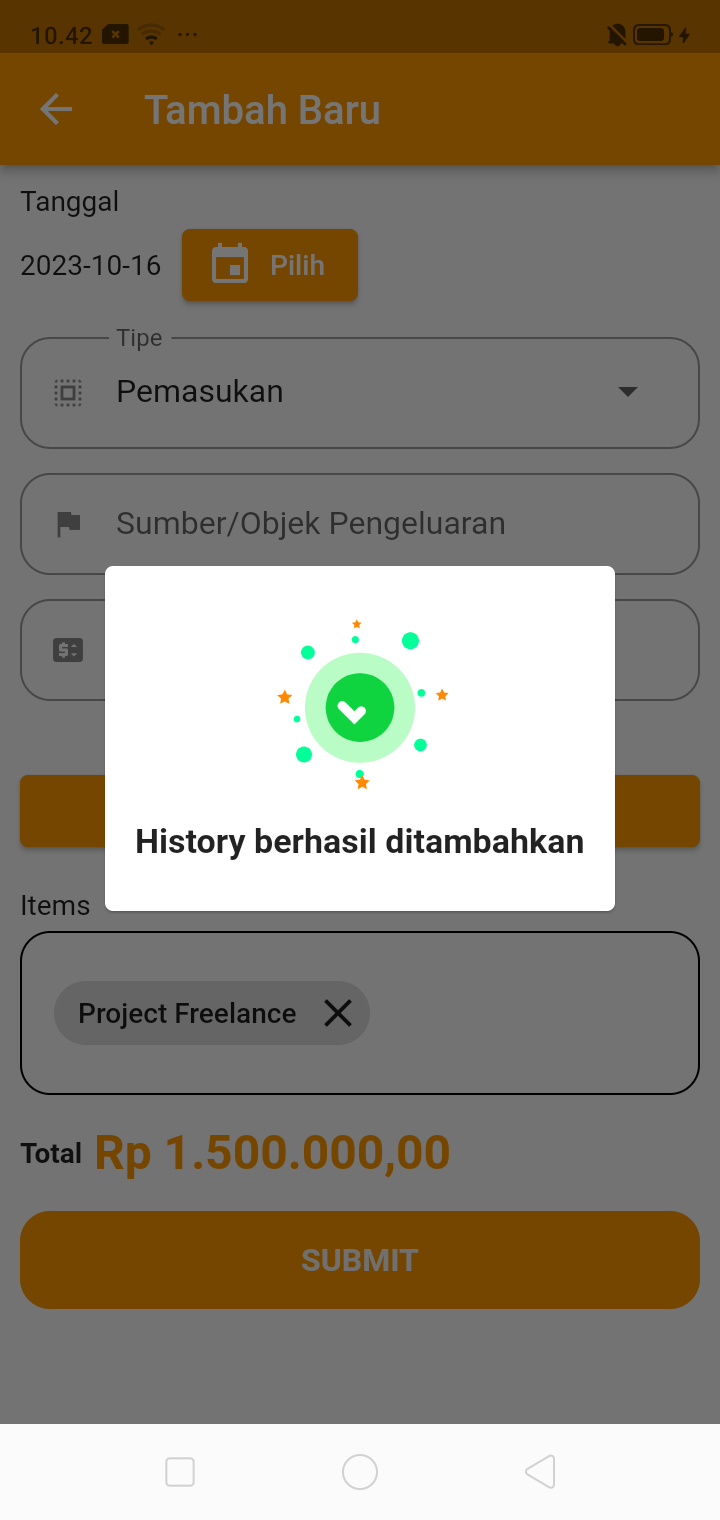 10.42
Tambah Baru
Tanggal
2023-10-16
Pilih
Tipe
Pemasukan
Sumber/Objek Pengeluaran
History berhasil ditambahkan
Items
Project Freelance
Total Rp 1.500.000,00
SUBMIT